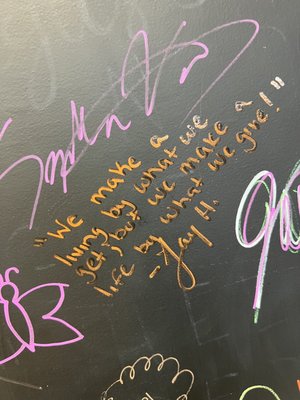 "We make a
living by what we
get, but we make a
life by what we give!"
- Jay H.